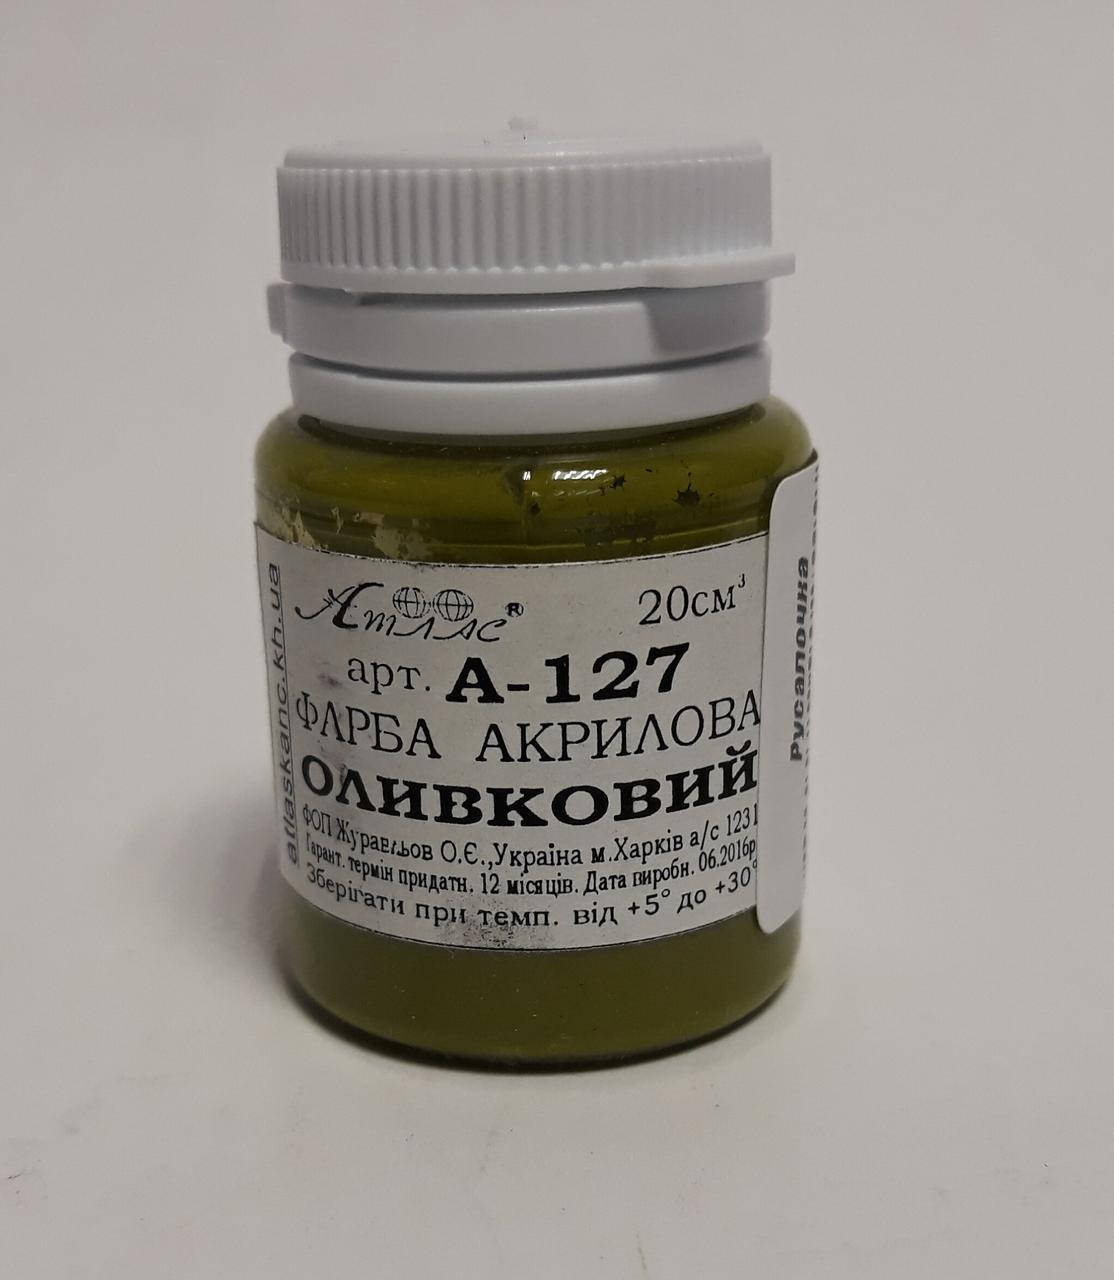 Атлас®
20см³
арт. А-127
ФАРБА АКРИЛОВА
ОЛИВКОВИЙ
ФОП Журавльов О.Є.,Україна м.Харків а/с 1231
Гарант. термін придатн. 12 місяців. Дата виробн. 06.2016р
Зберігати при темп. від +5° до +30°
atlaskanc.kh.ua
Русалочка